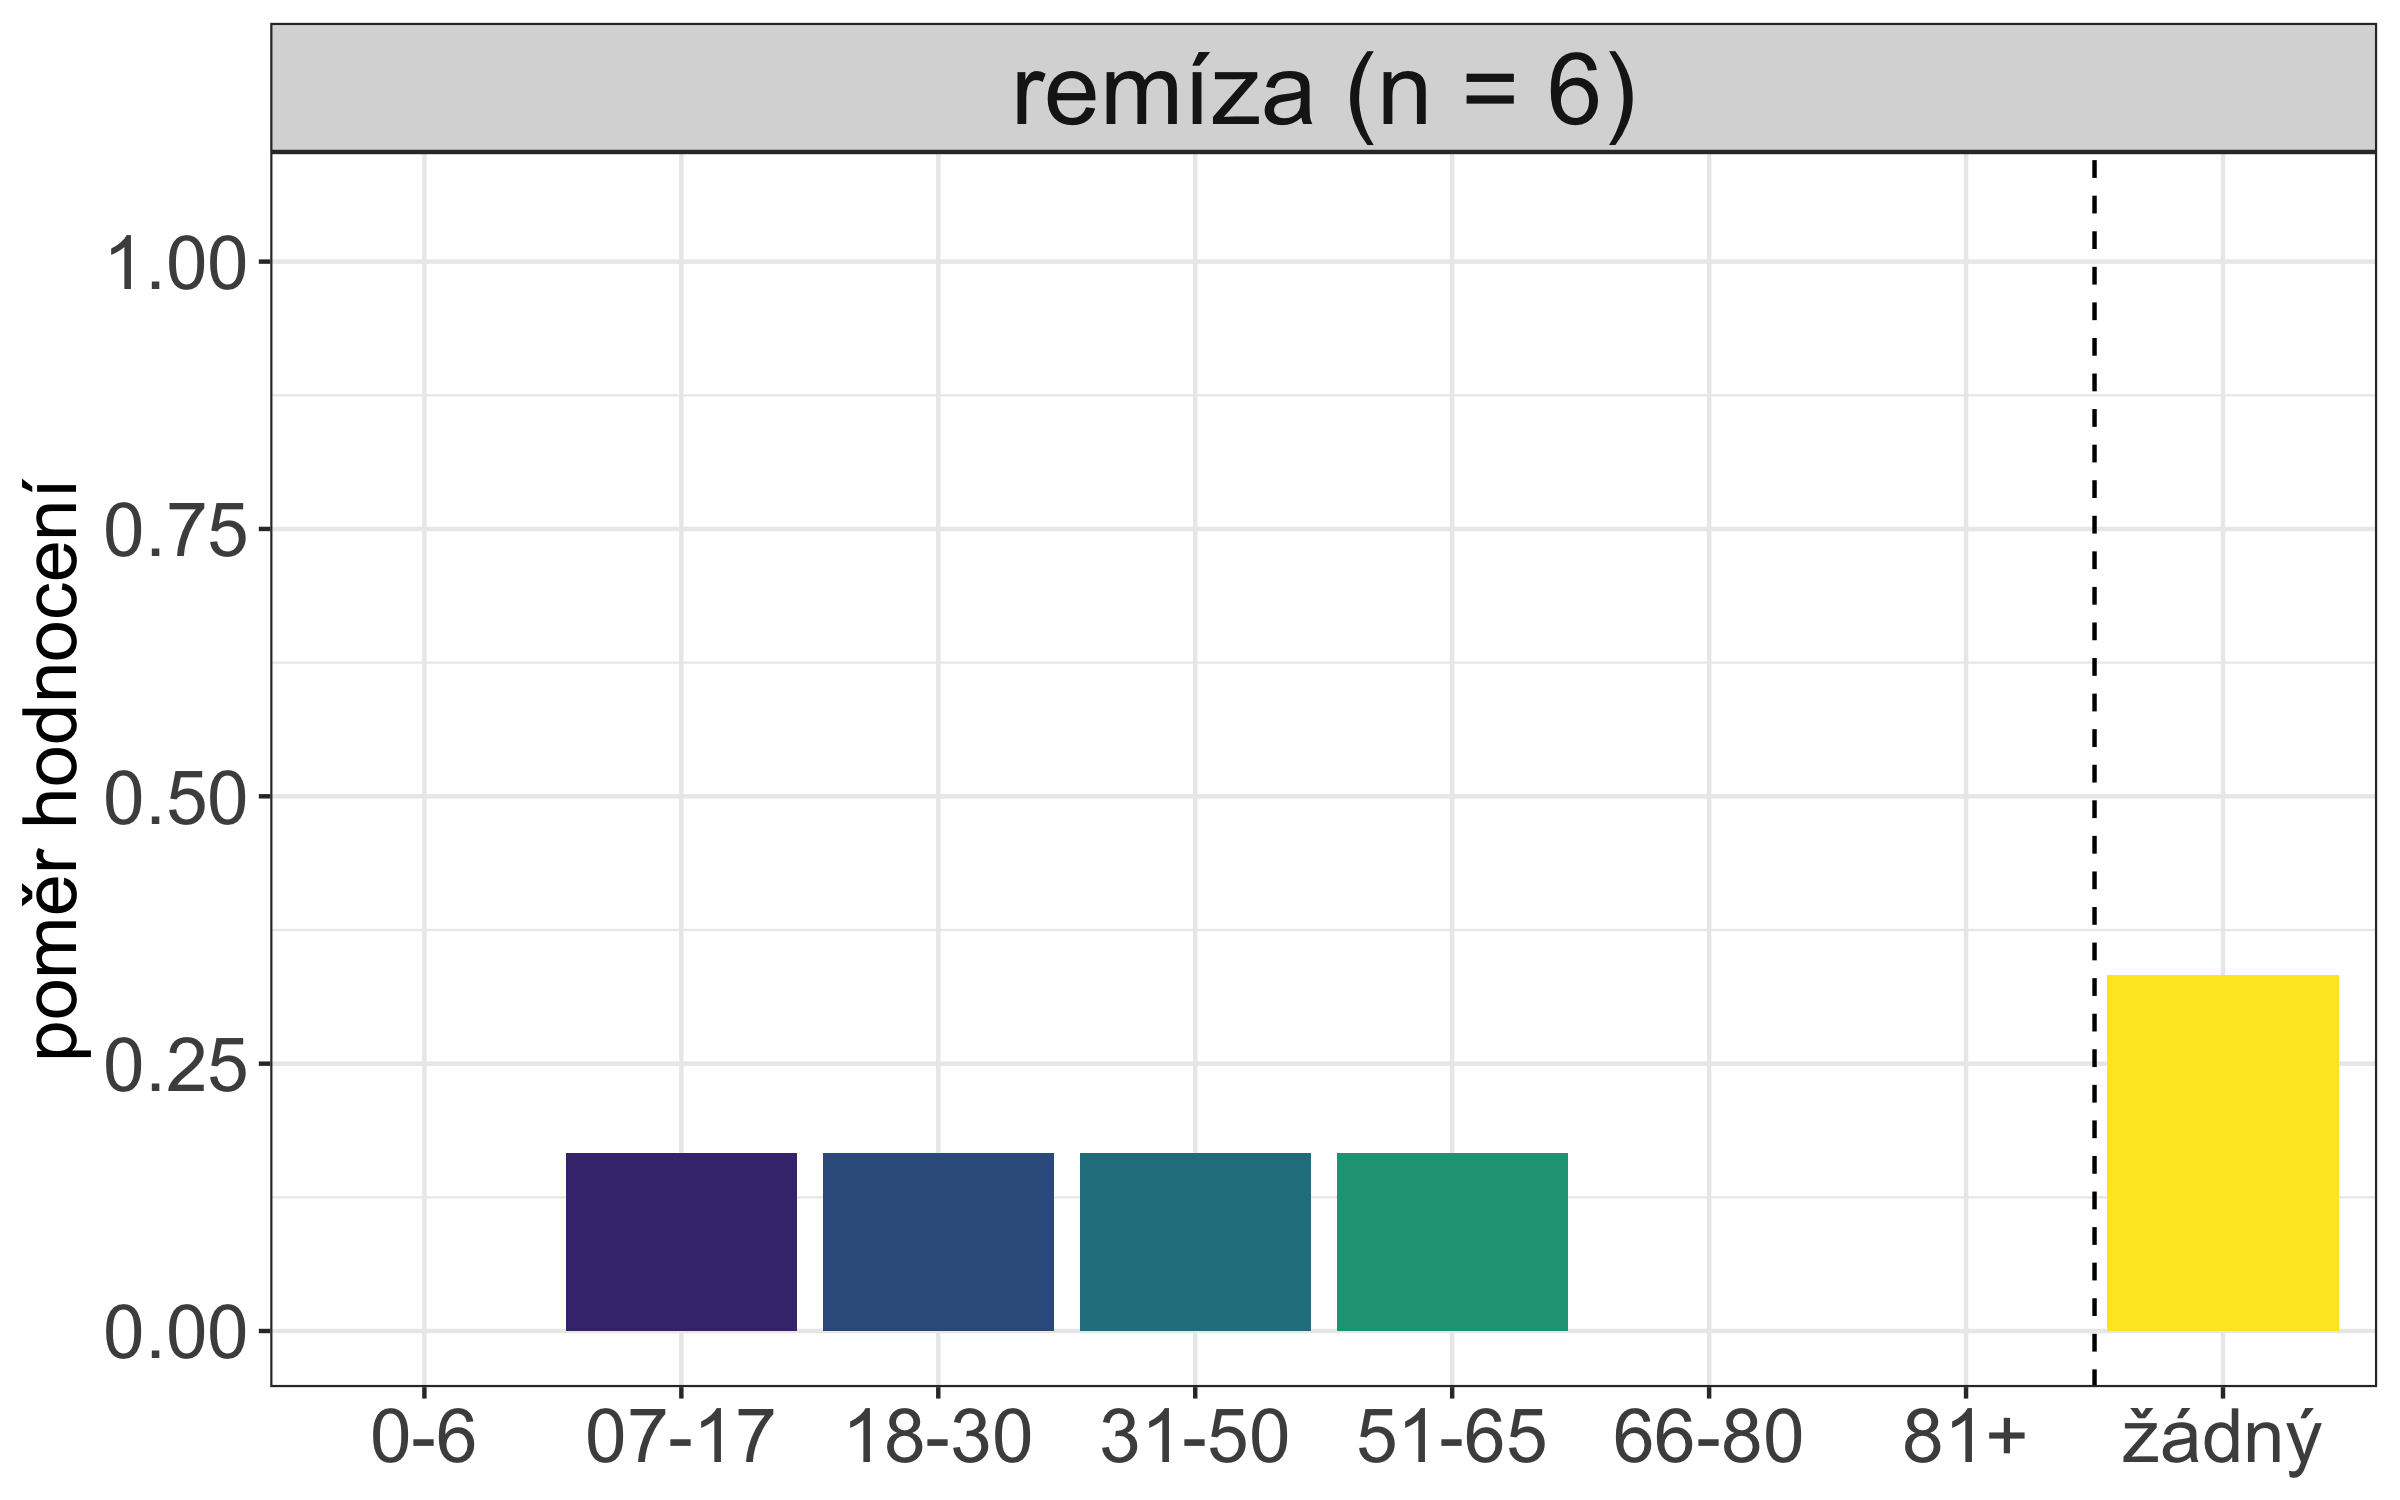 remíza (n = 6)
poměr hodnocení
1.00
0.75
0.50
0.25
0.00
0-6 07-17 18-30 31-50 51-65 66-80 81+ žádný